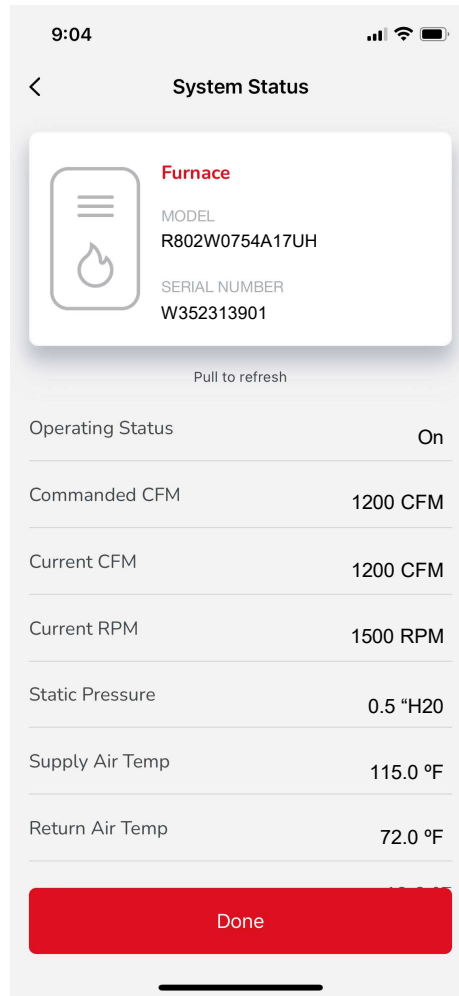 9:04
System Status
Furnace
MODEL
R802W0754A17UH
SERIAL NUMBER
W352313901
Pull to refresh
Operating Status
On
Commanded CFM
1200 CFM
Current CFM
1200 CFM
Current RPM
1500 RPM
Static Pressure
0.5 “H20
Supply Air Temp
115.0 ºF
Return Air Temp
72.0 ºF
Done